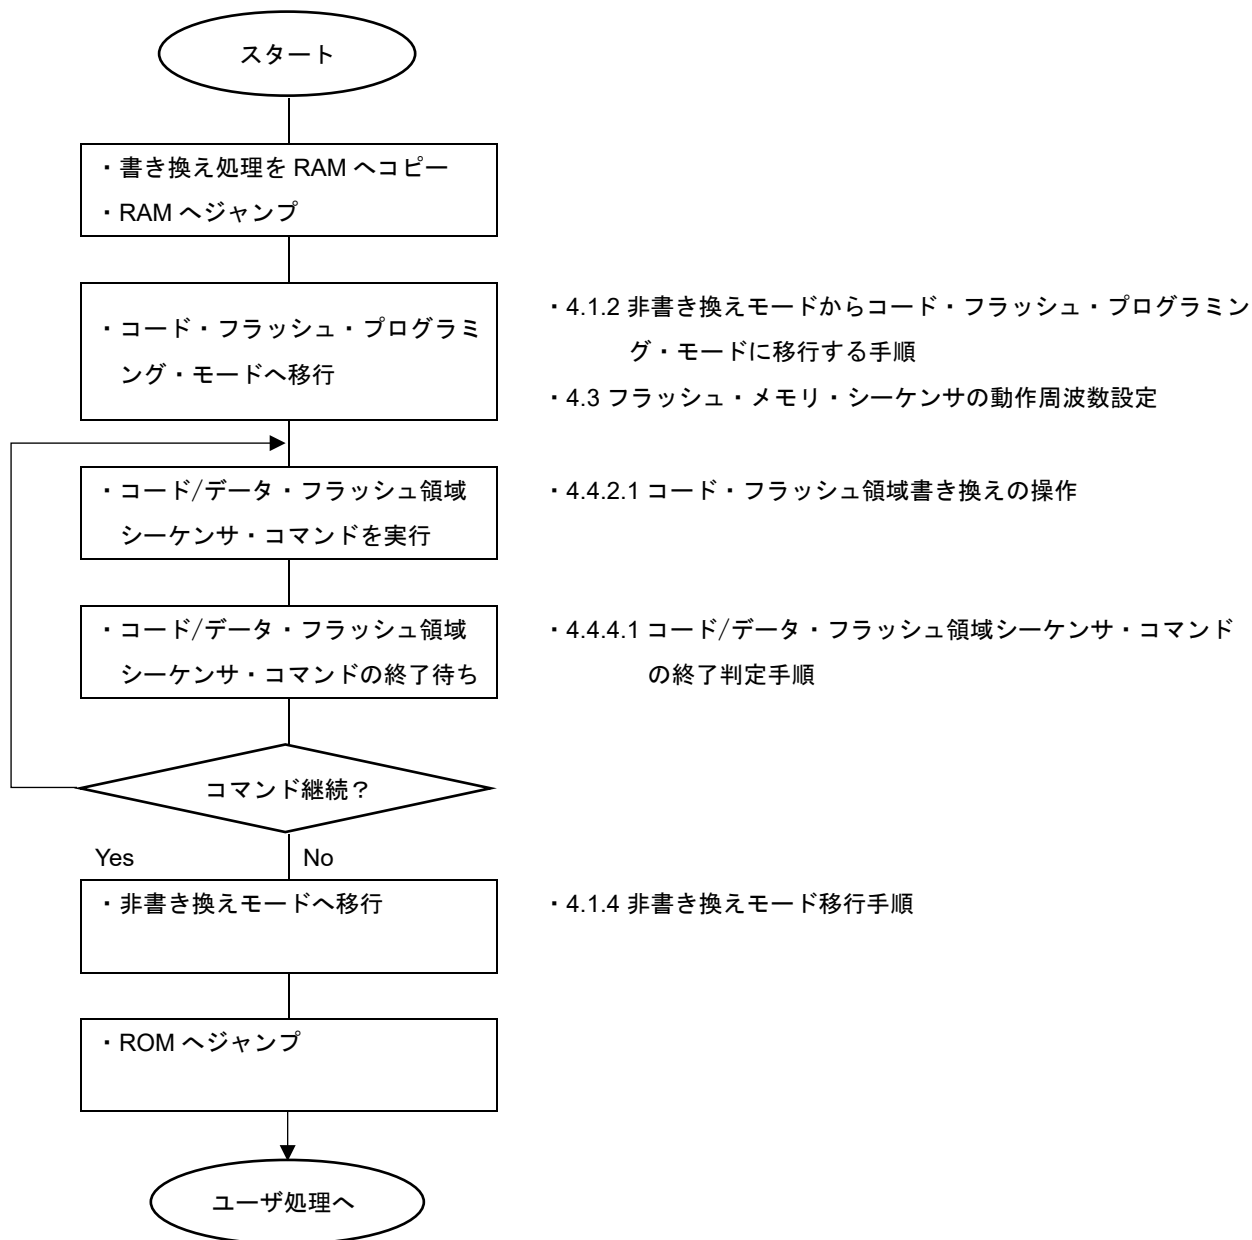 スタート
・書き換え処理を RAM へコピー
・RAM へジャンプ
・コード・フラッシュ・プログラミ
ング・モードへ移行
・4.1.2 非書き換えモードからコード・フラッシュ・プログラミン
グ・モードに移行する手順
・4.3 フラッシュ・メモリ・シーケンサの動作周波数設定
・コード/データ・フラッシュ領域
シーケンサ・コマンドを実行
・4.4.2.1 コード・フラッシュ領域書き換えの操作
・コード/データ・フラッシュ領域
シーケンサ・コマンドの終了待ち
・4.4.4.1 コード/データ・フラッシュ領域シーケンサ・コマンド
の終了判定手順
コマンド継続？
Yes
No
・非書き換えモードへ移行
・4.1.4 非書き換えモード移行手順
・ROM へジャンプ
ユーザ処理へ